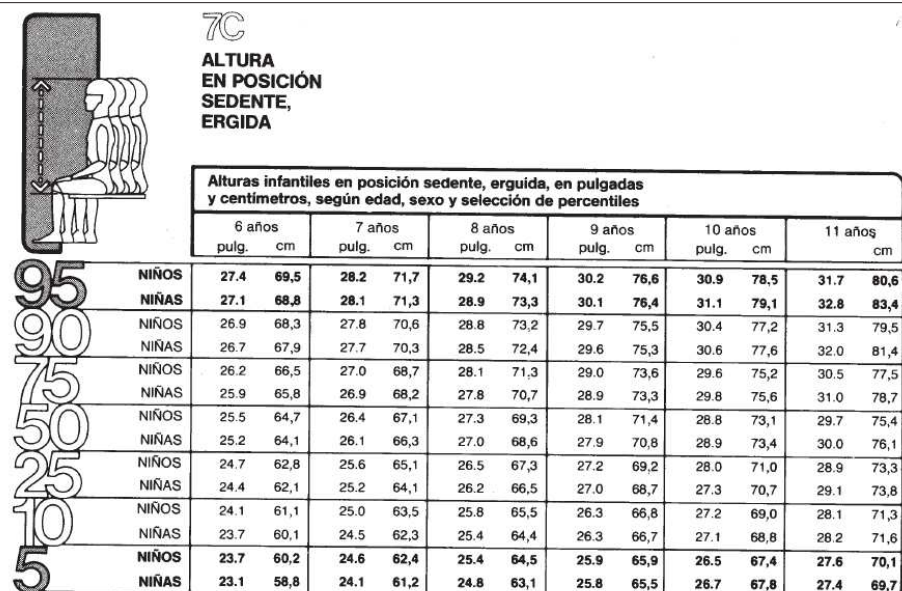 7C
ALTURA
EN POSICIÓN
SEDENTE,
ERGIDA
Alturas infantiles en posición sedente, erguida, en pulgadas
y centímetros, según edad, sexo y selección de percentiles
6 años 7 años 8 años 9 años 10 años 11 años
pulg. cm pulg. cm pulg. cm pulg. cm pulg. cm cm
95 NIÑOS 27.4 69,5 28.2 71,7 29.2 74,1 30.2 76,6 30.9 78,5 31.7 80,6
NIÑAS 27.1 68,8 28.1 71,3 28.9 73,3 30.1 76,4 31.1 79,1 32.8 83,4
90 NIÑOS 26.9 68,3 27.8 70,6 28.8 73,2 29.7 75,5 30.4 77,2 31.3 79,5
NIÑAS 26.7 67,9 27.7 70,3 28.5 72,4 29.6 75,3 30.6 77,6 32.0 81,4
75 NIÑOS 26.2 66,5 27.0 68,7 28.1 71,3 29.0 73,6 29.6 75,2 30.5 77,5
NIÑAS 25.9 65,8 26.9 68,2 27.8 70,7 28.9 73,3 29.8 75,6 31.0 78,7
50 NIÑOS 25.5 64,7 26.4 67,1 27.3 69,3 28.1 71,4 28.8 73,1 29.7 75,4
NIÑAS 25.2 64,1 26.1 66,3 27.0 68,6 27.9 70,8 28.9 73,4 30.0 76,1
25 NIÑOS 24.7 62,8 25.6 65,1 26.5 67,3 27.2 69,2 28.0 71,0 28.9 73,3
NIÑAS 24.4 62,1 25.2 64,1 26.2 66,5 27.0 68,7 27.3 70,7 29.1 73,8
10 NIÑOS 24.1 61,1 25.0 63,5 25.8 65,5 26.3 66,8 27.2 69,0 28.1 71,3
NIÑAS 23.7 60,1 24.5 62,3 25.4 64,4 26.3 66,7 27.1 68,8 28.2 71,6
5 NIÑOS 23.7 60,2 24.6 62,4 25.4 64,5 25.9 65,9 26.5 67,4 27.6 70,1
NIÑAS 23.1 58,8 24.1 61,2 24.8 63,1 25.8 65,5 26.7 67,8 27.4 69,7